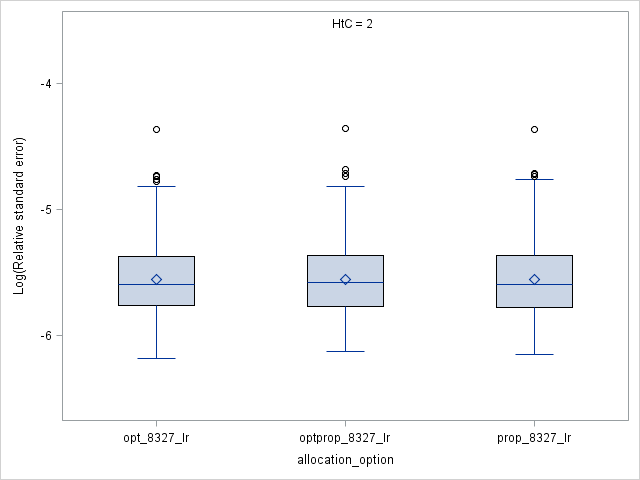 HtC = 2
Log(Relative standard error)
-4
-5
-6
opt_8327_lr
optprop_8327_lr
prop_8327_lr
allocation_option